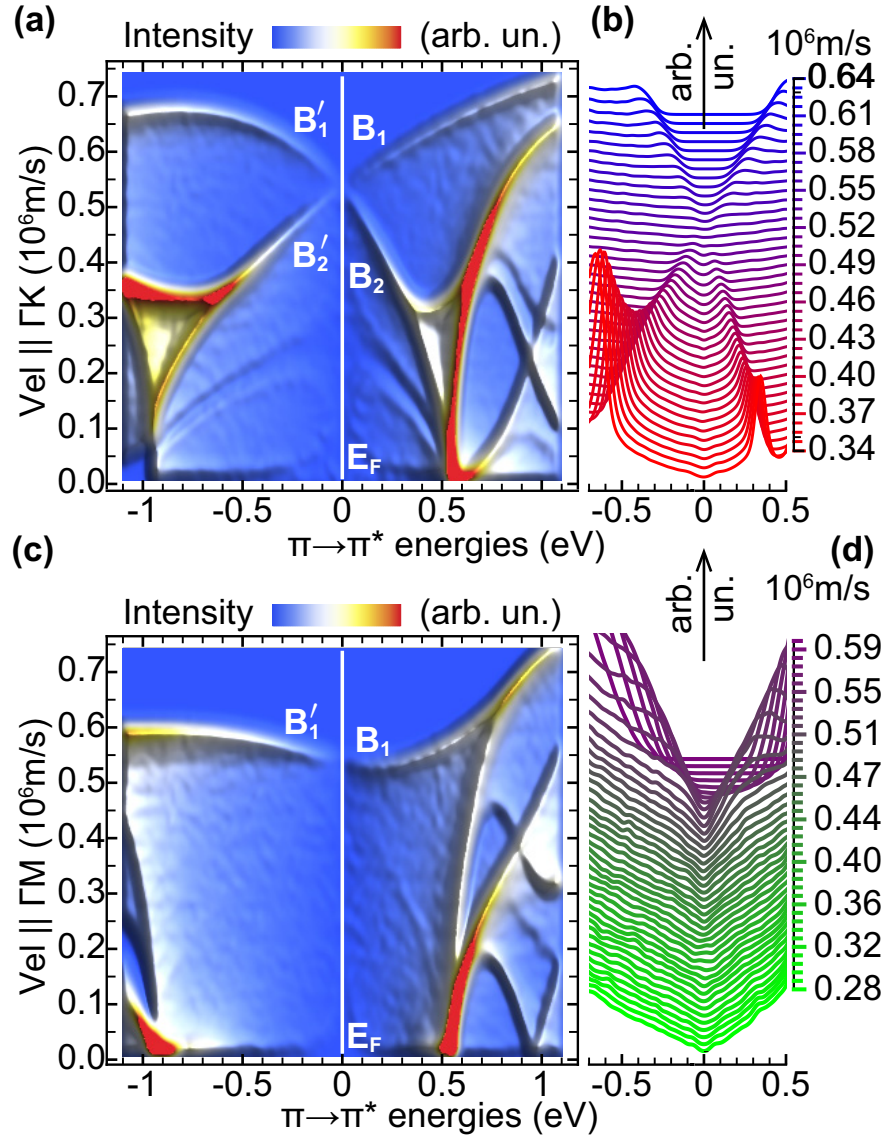 (a)
Intensity (arb. un.)
Vel || ΓK (10⁶m/s)
0.7
0.6
0.5
0.4
0.3
0.2
0.1
0.0
B₁′
B₁
B₂′
B₂
E_F
-1 -0.5 0 0.5 1
π→π* energies (eV)
(b)
arb. un.
10⁶m/s
0.64
0.61
0.58
0.55
0.52
0.49
0.46
0.43
0.40
0.37
0.34
-0.5 0 0.5
(c)
Intensity (arb. un.)
Vel || ΓM (10⁶m/s)
0.7
0.6
0.5
0.4
0.3
0.2
0.1
0.0
B₁′
B₁
E_F
-1 -0.5 0 0.5 1
π→π* energies (eV)
(d)
arb. un.
10⁶m/s
0.59
0.55
0.51
0.47
0.44
0.40
0.36
0.32
0.28
-0.5 0 0.5